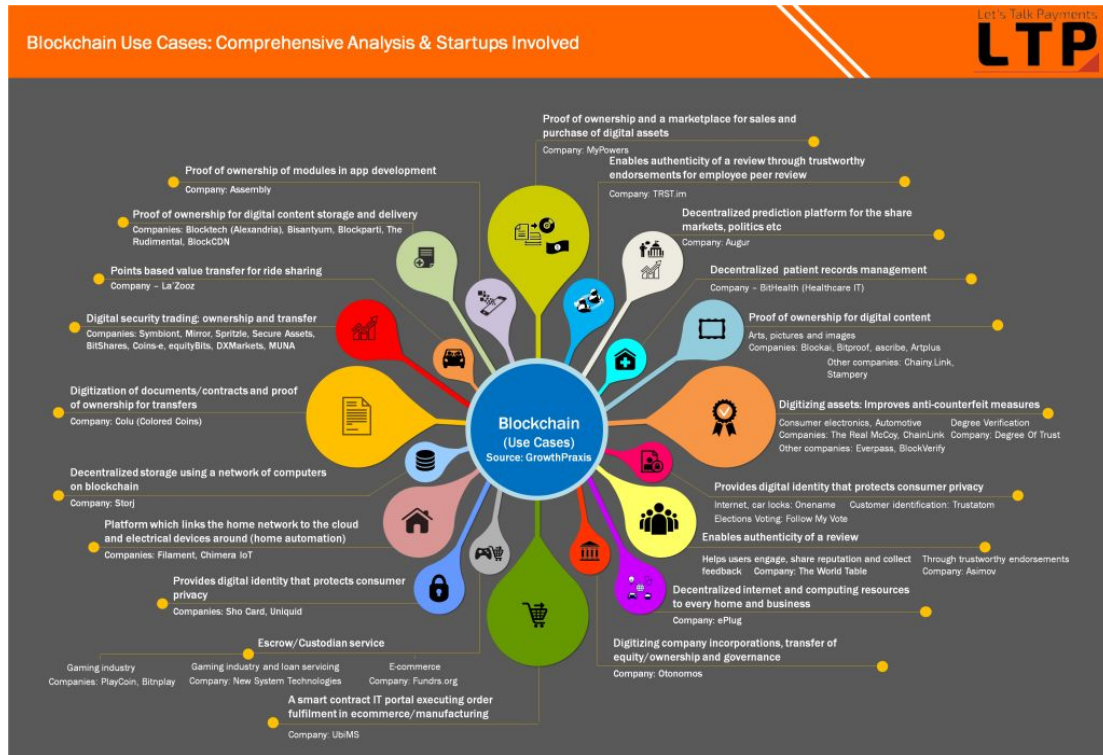 Blockchain Use Cases: Comprehensive Analysis & Startups Involved
Let's Talk Payments
LTP
Proof of ownership and a marketplace for sales and
purchase of digital assets
Company: MyPowers
Proof of ownership of modules in app development
Company: Assembly
Enables authenticity of a review through trustworthy
endorsements for employee peer review
Company: TRST.im
Proof of ownership for digital content storage and delivery
Companies: Blocktech (Alexandria), Bisantyum, Blockparti, The
Rudimental, BlockCDN
Decentralized prediction platform for the share
markets, politics etc
Company: Augur
Points based value transfer for ride sharing
Company – La'Zooz
Decentralized patient records management
Company – BitHealth (Healthcare IT)
Digital security trading: ownership and transfer
Companies: Symbiont, Mirror, Spritzle, Secure Assets,
BitShares, Coins-e, equityBits, DXMarkets, MUNA
Proof of ownership for digital content
Arts, pictures and images
Companies: Blockai, Bitproof, ascribe, Artplus
Other companies: Chainy.Link,
Stampery
Digitization of documents/contracts and proof
of ownership for transfers
Company: Colu (Colored Coins)
Blockchain
(Use Cases)
Source: GrowthPraxis
Digitizing assets: Improves anti-counterfeit measures
Consumer electronics, Automotive
Companies: The Real McCoy, ChainLink
Other companies: Everpass, BlockVerify
Degree Verification
Company: Degree Of Trust
Decentralized storage using a network of computers
on blockchain
Company: Storj
Provides digital identity that protects consumer privacy
Internet, car locks: Onename
Customer identification: Trustatom
Elections Voting: Follow My Vote
Platform which links the home network to the cloud
and electrical devices around (home automation)
Companies: Filament, Chimera IoT
Enables authenticity of a review
Helps users engage, share reputation and collect
feedback Company: The World Table
Through trustworthy endorsements
Company: Asimov
Provides digital identity that protects consumer
privacy
Companies: Sho Card, Uniquid
Decentralized internet and computing resources
to every home and business
Company: ePlug
Escrow/Custodian service
Gaming industry
Companies: PlayCoin, Bitnplay
Gaming industry and loan servicing
Company: New System Technologies
E-commerce
Company: Fundrs.org
Digitizing company incorporations, transfer of
equity/ownership and governance
Company: Otonomos
A smart contract IT portal executing order
fulfilment in ecommerce/manufacturing
Company: UbiMS